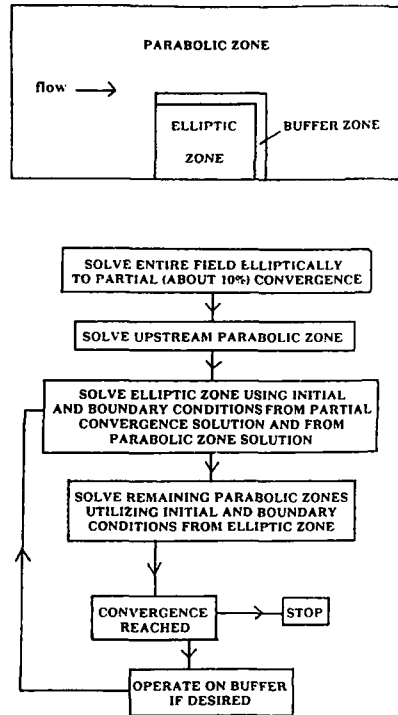 PARABOLIC ZONE
flow
ELLIPTIC
ZONE
BUFFER ZONE
SOLVE ENTIRE FIELD ELLIPTICALLY
TO PARTIAL (ABOUT 10%) CONVERGENCE
SOLVE UPSTREAM PARABOLIC ZONE
SOLVE ELLIPTIC ZONE USING INITIAL
AND BOUNDARY CONDITIONS FROM PARTIAL
CONVERGENCE SOLUTION AND FROM
PARABOLIC ZONE SOLUTION
SOLVE REMAINING PARABOLIC ZONES
UTILIZING INITIAL AND BOUNDARY
CONDITIONS FROM ELLIPTIC ZONE
CONVERGENCE
REACHED
STOP
OPERATE ON BUFFER
IF DESIRED